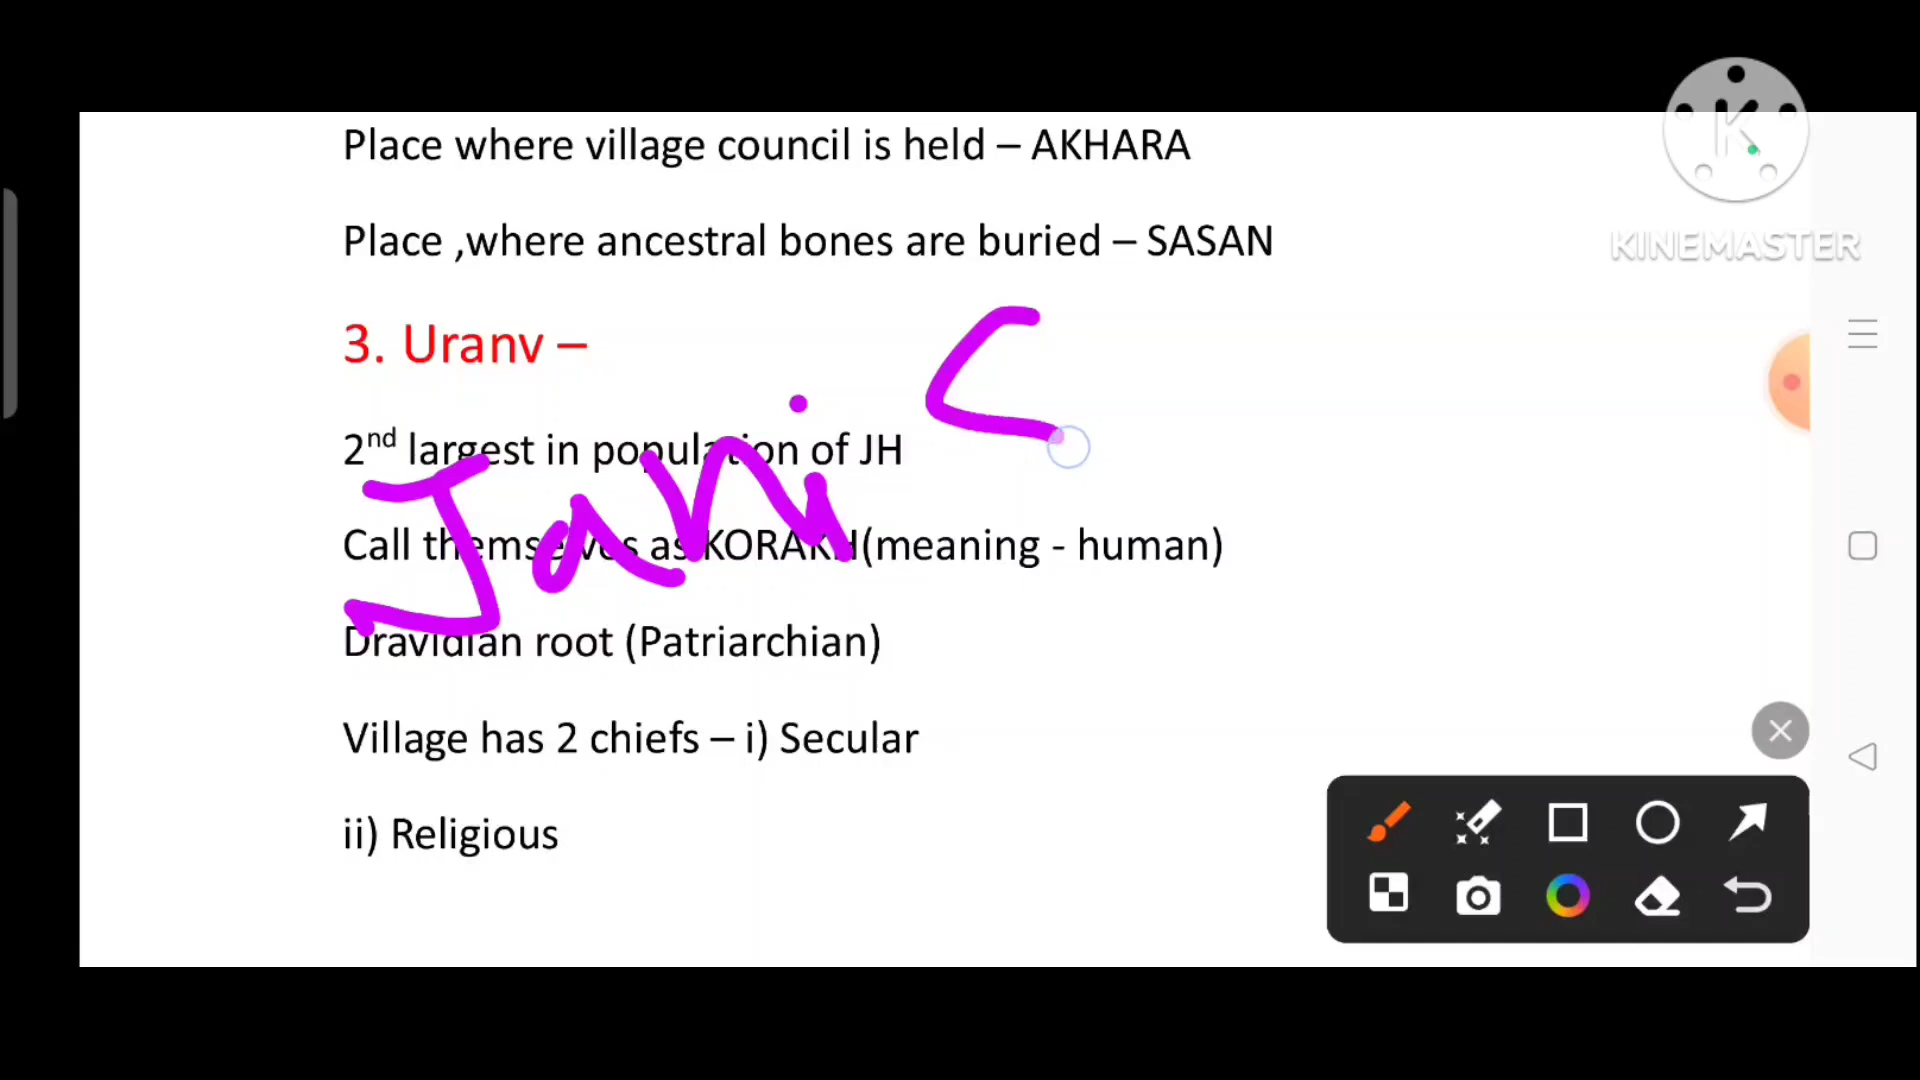 Place where village council is held – AKHARA
KINEMASTER
Place ,where ancestral bones are buried – SASAN
3. Uranv –
2nd largest in population of JH
Jani
Call themselves as KORAKH(meaning - human)
Dravidian root (Patriarchian)
Village has 2 chiefs – i) Secular
ii) Religious